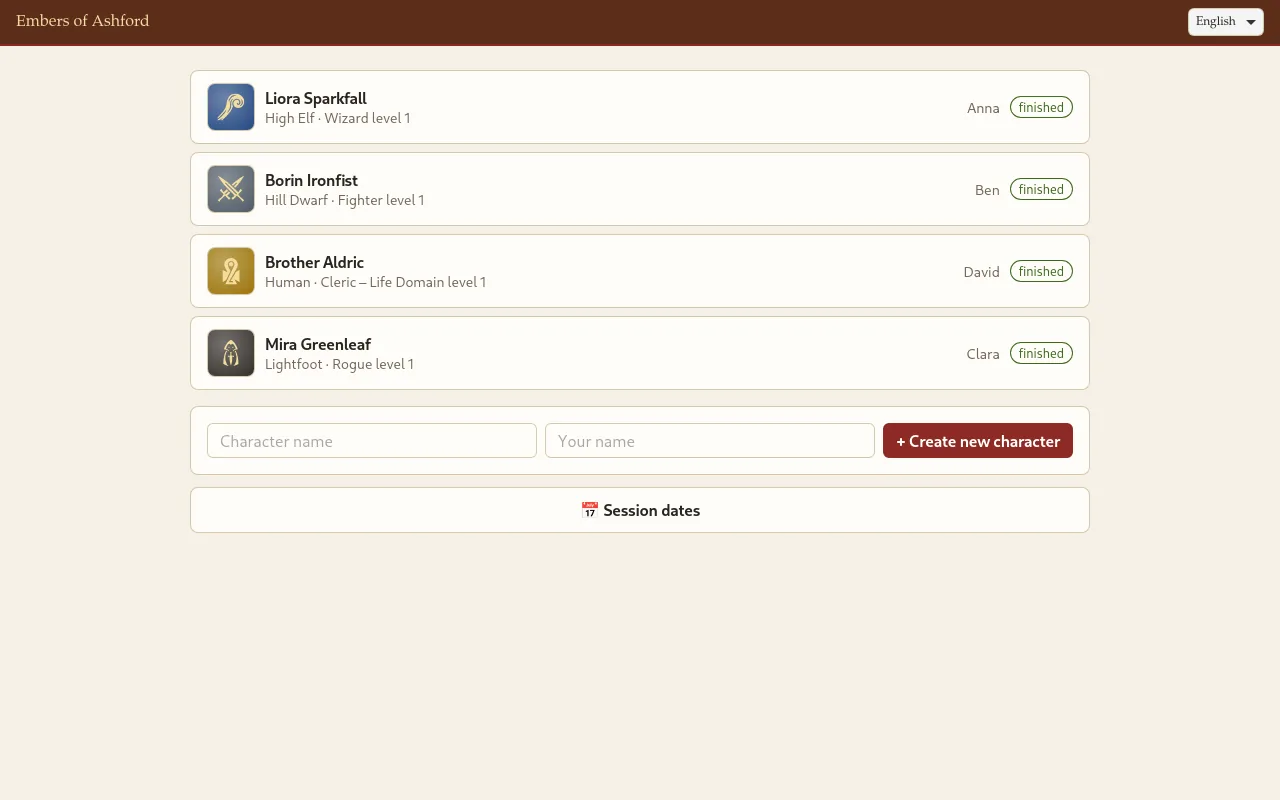 Embers of Ashford
English
Liora Sparkfall
High Elf · Wizard level 1
Anna
finished
Borin Ironfist
Hill Dwarf · Fighter level 1
Ben
finished
Brother Aldric
Human · Cleric – Life Domain level 1
David
finished
Mira Greenleaf
Lightfoot · Rogue level 1
Clara
finished
Character name
Your name
+ Create new character
📅 Session dates